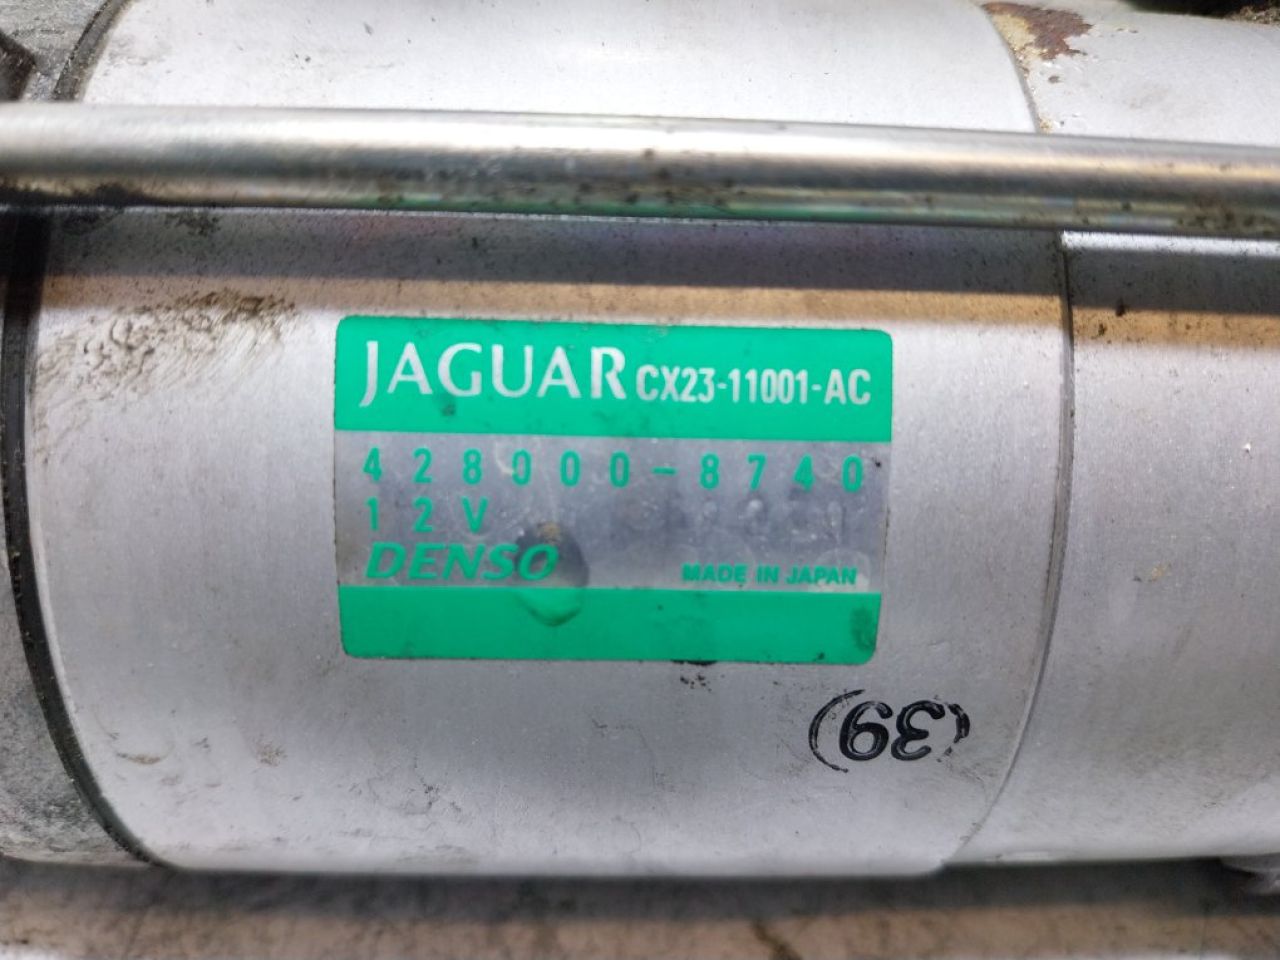 JAGUAR CX23-11001-AC
428000-8740
12V
DENSO MADE IN JAPAN
(39)